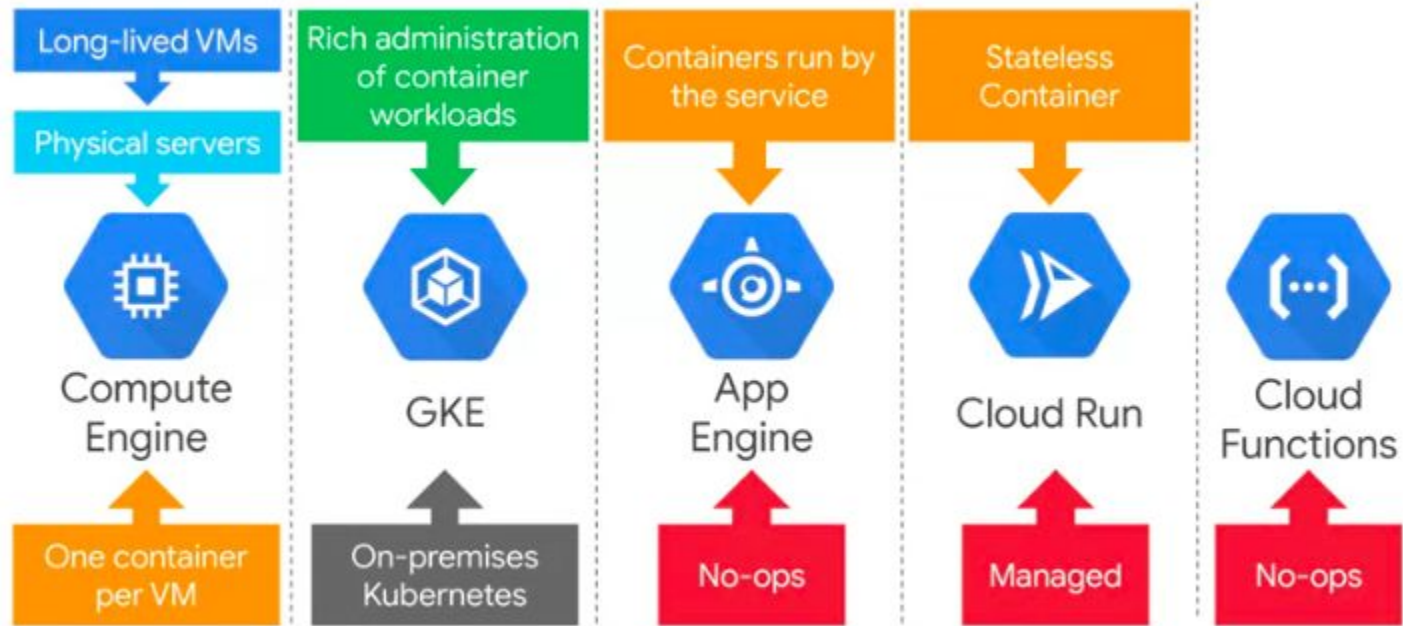 Long-lived VMs
Physical servers
Compute
Engine
One container
per VM
Rich administration
of container
workloads
GKE
On-premises
Kubernetes
Containers run by
the service
App
Engine
No-ops
Stateless
Container
Cloud Run
Managed
Cloud
Functions
No-ops